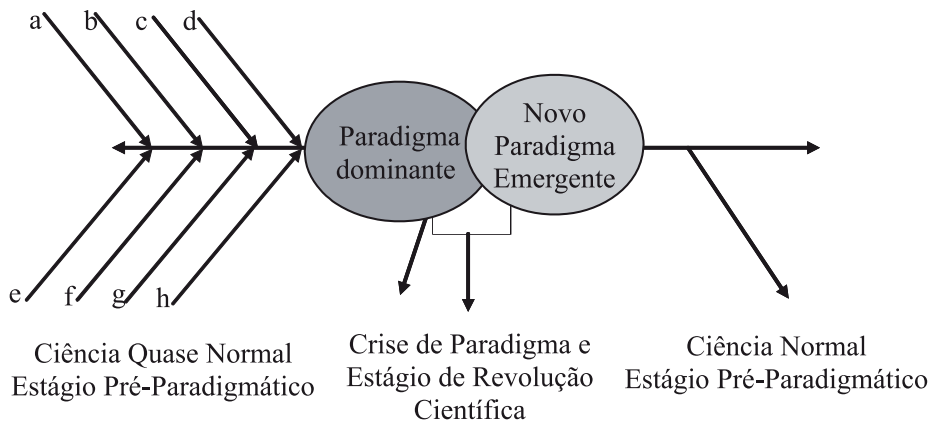 a
b
c
d
Paradigma
dominante
Novo
Paradigma
Emergente
e
f
g
h
Ciência Quase Normal
Estágio Pré-Paradigmático
Crise de Paradigma e
Estágio de Revolução
Científica
Ciência Normal
Estágio Pré-Paradigmático